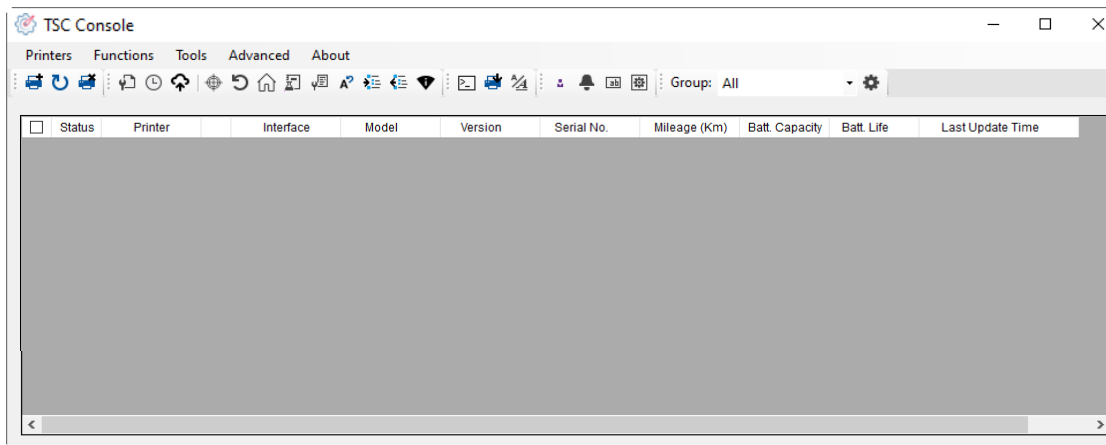 TSC Console
Printers Functions Tools Advanced About
Group: All
Status Printer Interface Model Version Serial No. Mileage (Km) Batt. Capacity Batt. Life Last Update Time